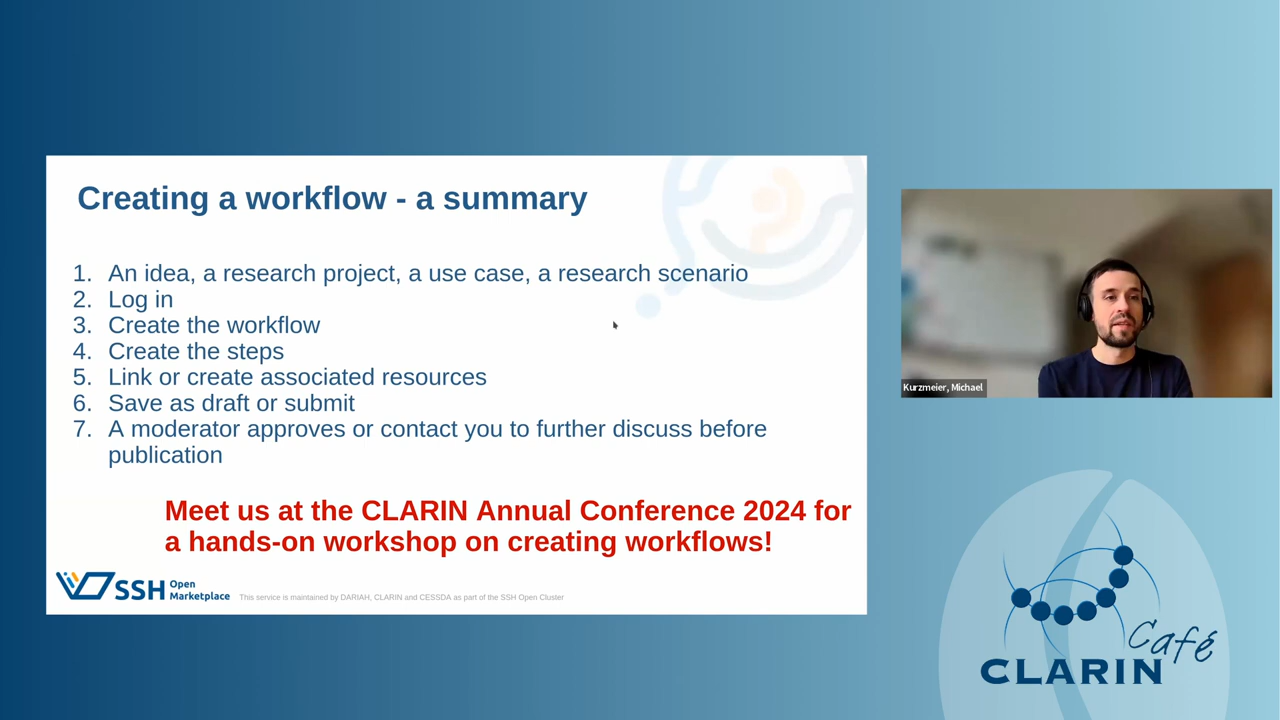 Creating a workflow - a summary
1. An idea, a research project, a use case, a research scenario
2. Log in
3. Create the workflow
4. Create the steps
5. Link or create associated resources
6. Save as draft or submit
7. A moderator approves or contact you to further discuss before
publication
Meet us at the CLARIN Annual Conference 2024 for
a hands-on workshop on creating workflows!
SSH Open
Marketplace
This service is maintained by DARIAH, CLARIN and CESSDA as part of the SSH Open Cluster
Kurzmeier, Michael
Café
CLARIN